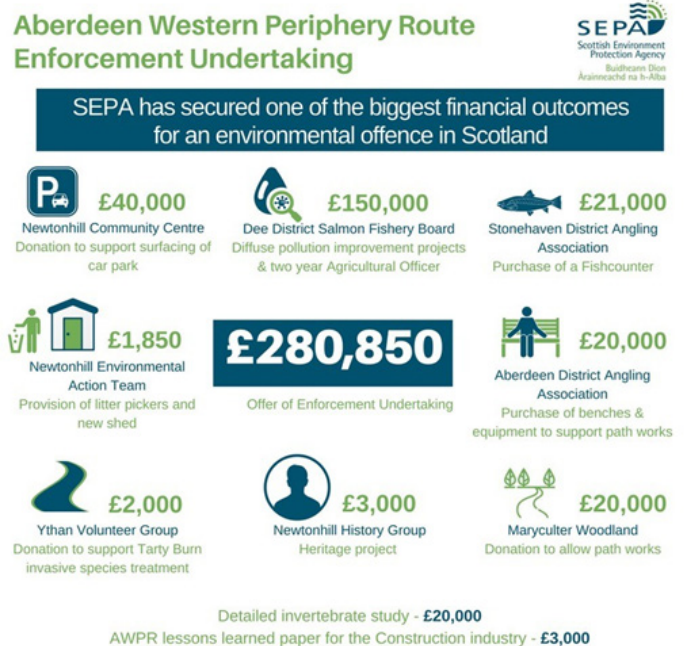 Aberdeen Western Periphery Route
Enforcement Undertaking
SEPA
Scottish Environment
Protection Agency
Buidheann Dìon
Àrainneachd na h-Alba
SEPA has secured one of the biggest financial outcomes
for an environmental offence in Scotland
P
£40,000
Newtonhill Community Centre
Donation to support surfacing of
car park
£150,000
Dee District Salmon Fishery Board
Diffuse pollution improvement projects
& two year Agricultural Officer
£21,000
Stonehaven District Angling
Association
Purchase of a Fishcounter
£1,850
Newtonhill Environmental
Action Team
Provision of litter pickers and
new shed
£280,850
Offer of Enforcement Undertaking
£20,000
Aberdeen District Angling
Association
Purchase of benches &
equipment to support path works
£2,000
Ythan Volunteer Group
Donation to support Tarty Burn
invasive species treatment
£3,000
Newtonhill History Group
Heritage project
£20,000
Maryculter Woodland
Donation to allow path works
Detailed invertebrate study - £20,000
AWPR lessons learned paper for the Construction industry - £3,000